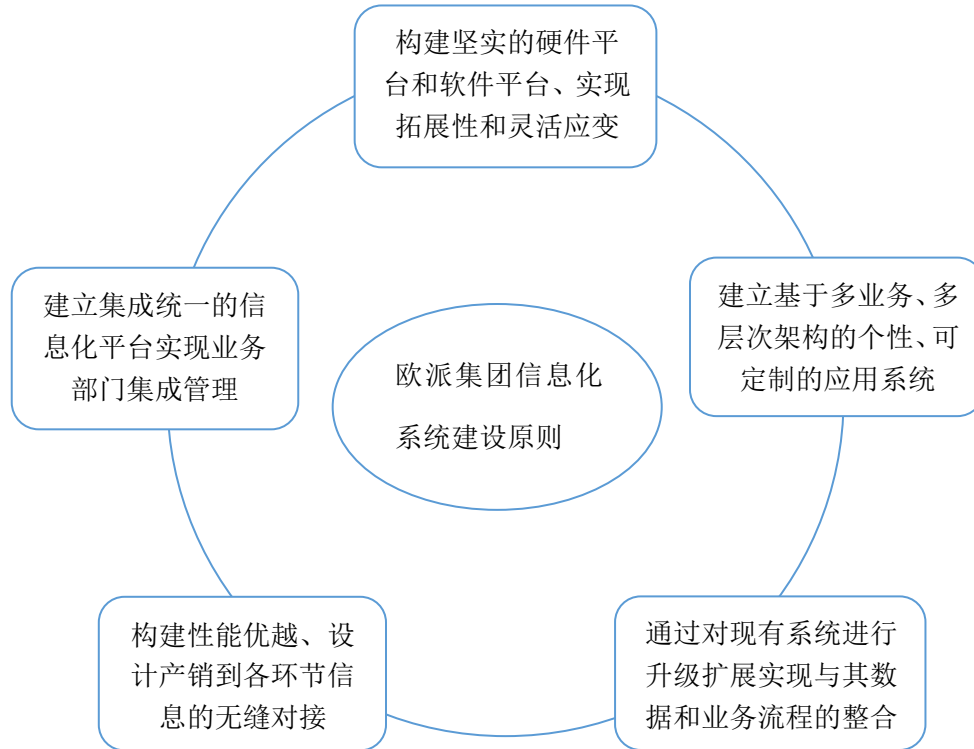 构建坚实的硬件平
台和软件平台、实现
拓展性和灵活应变
建立集成统一的信
息化平台实现业务
部门集成管理
建立基于多业务、多
层次架构的个性、可
定制的应用系统
欧派集团信息化
系统建设原则
构建性能优越、设
计产销到各环节信
息的无缝对接
通过对现有系统进行
升级扩展实现与其数
据和业务流程的整合